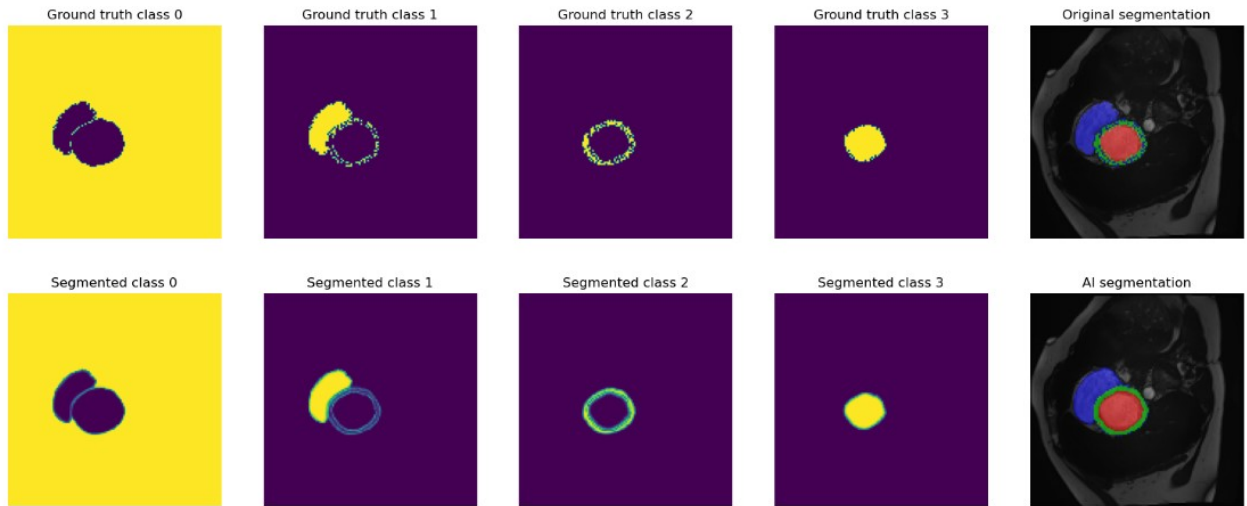 Ground truth class 0
Ground truth class 1
Ground truth class 2
Ground truth class 3
Original segmentation
Segmented class 0
Segmented class 1
Segmented class 2
Segmented class 3
AI segmentation